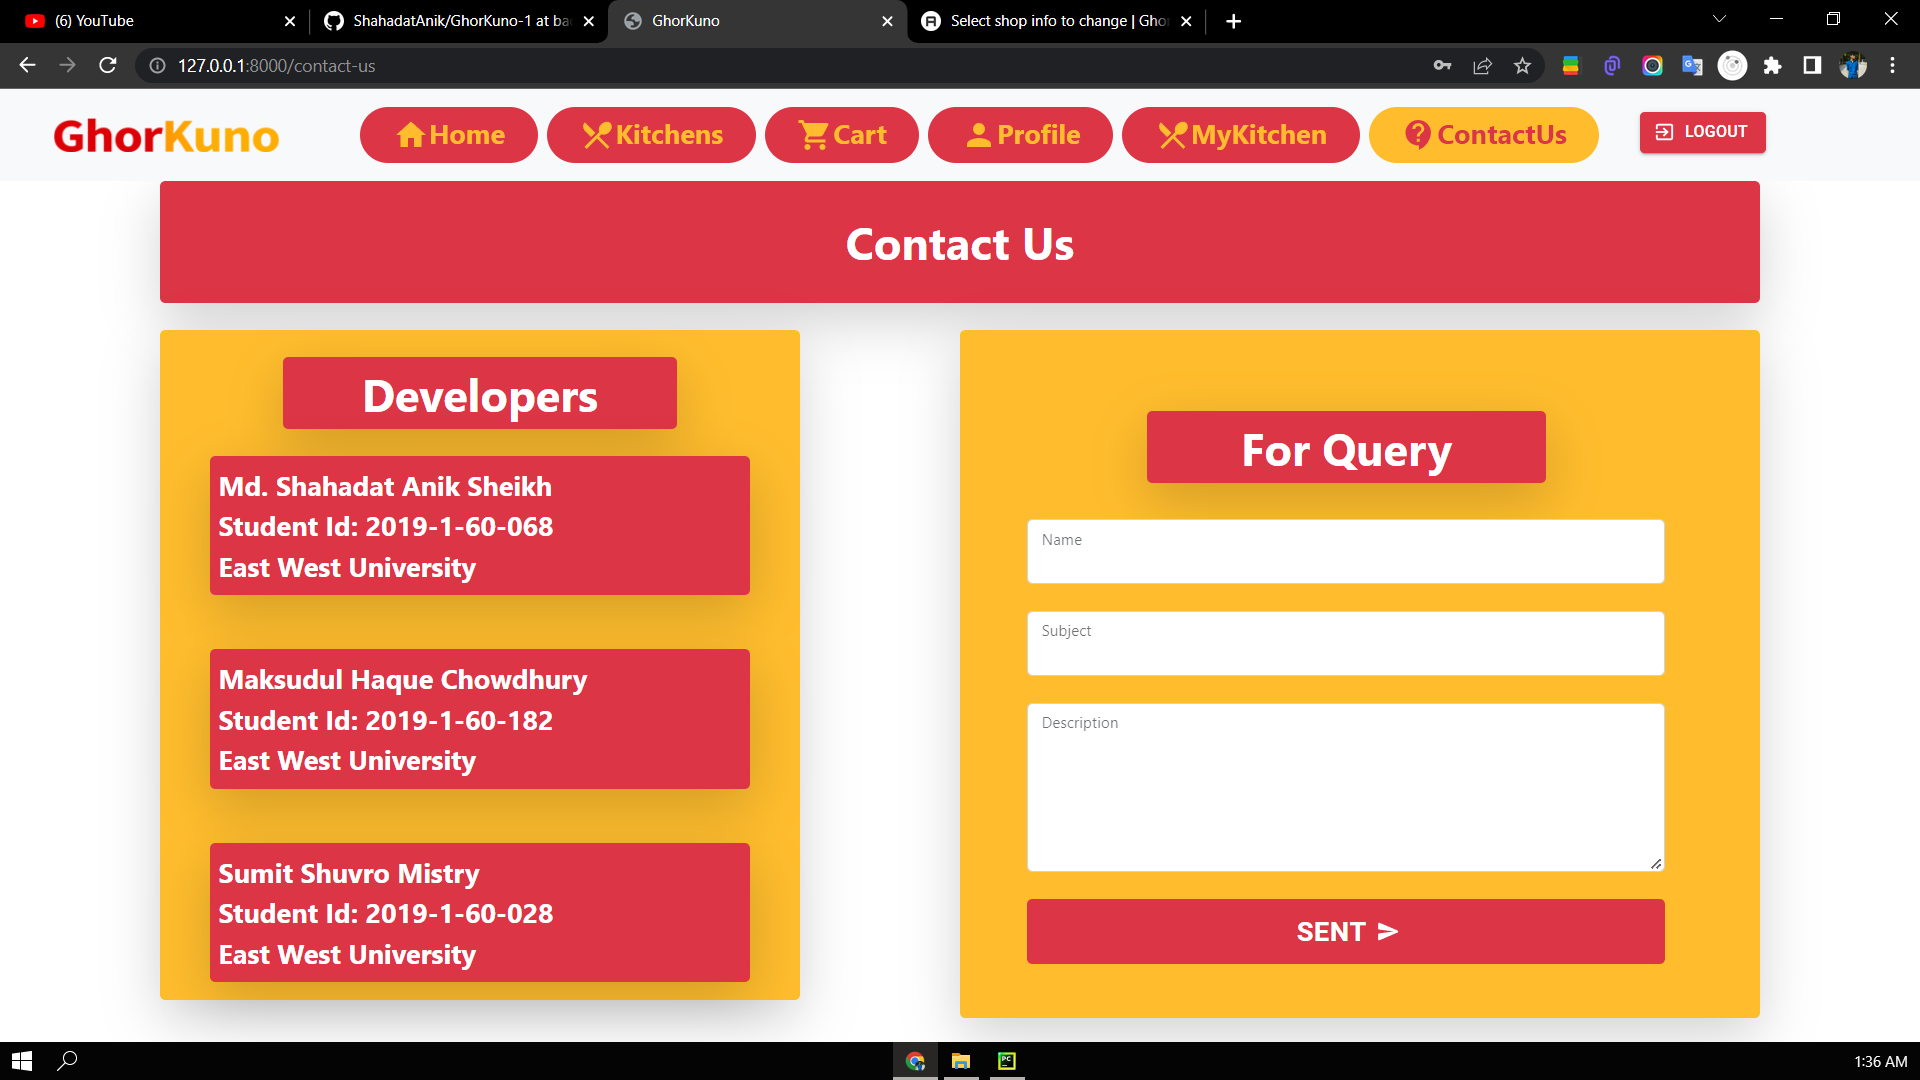 (6) YouTube
ShahadatAnik/GhorKuno-1 at ba
GhorKuno
Select shop info to change | Ghor
127.0.0.1:8000/contact-us
GhorKuno
Home
Kitchens
Cart
Profile
MyKitchen
ContactUs
LOGOUT
Contact Us
Developers
Md. Shahadat Anik Sheikh
Student Id: 2019-1-60-068
East West University
Maksudul Haque Chowdhury
Student Id: 2019-1-60-182
East West University
Sumit Shuvro Mistry
Student Id: 2019-1-60-028
East West University
For Query
Name
Subject
Description
SENT
1:36 AM